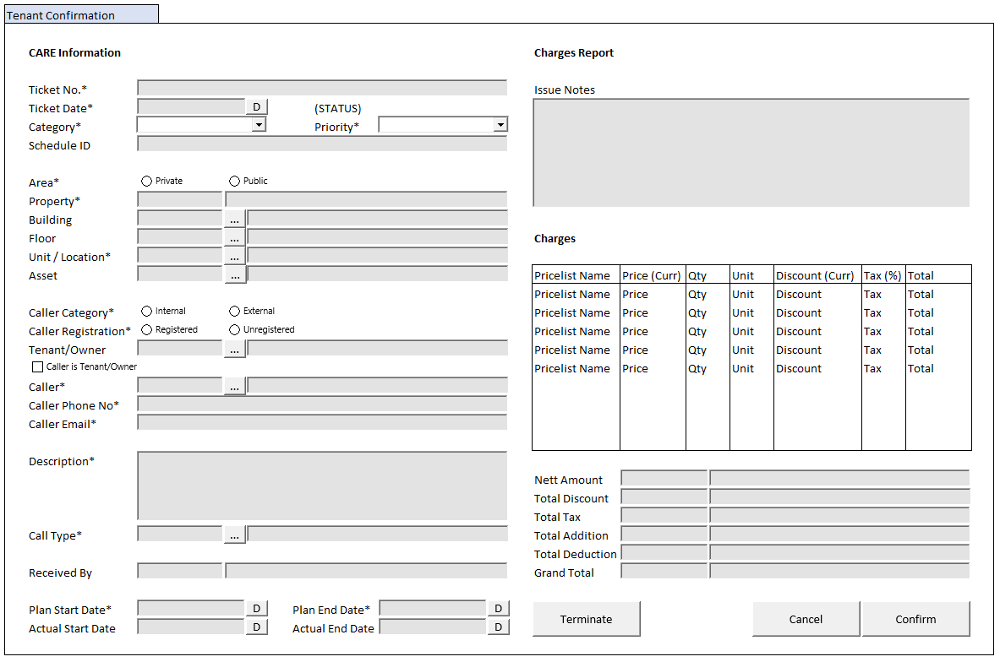 Tenant Confirmation
CARE Information
Ticket No.*
Ticket Date* D (STATUS)
Category* Priority*
Schedule ID
Area* Private Public
Property*
Building ...
Floor ...
Unit / Location* ...
Asset ...
Caller Category* Internal External
Caller Registration* Registered Unregistered
Tenant/Owner ...
Caller is Tenant/Owner
Caller* ...
Caller Phone No*
Caller Email*
Description*
Call Type* ...
Received By
Plan Start Date* D Plan End Date* D
Actual Start Date D Actual End Date D
Charges Report
Issue Notes
Charges
Pricelist Name Price (Curr) Qty Unit Discount (Curr) Tax (%) Total
Pricelist Name Price Qty Unit Discount Tax Total
Pricelist Name Price Qty Unit Discount Tax Total
Pricelist Name Price Qty Unit Discount Tax Total
Pricelist Name Price Qty Unit Discount Tax Total
Pricelist Name Price Qty Unit Discount Tax Total
Nett Amount
Total Discount
Total Tax
Total Addition
Total Deduction
Grand Total
Terminate Cancel Confirm